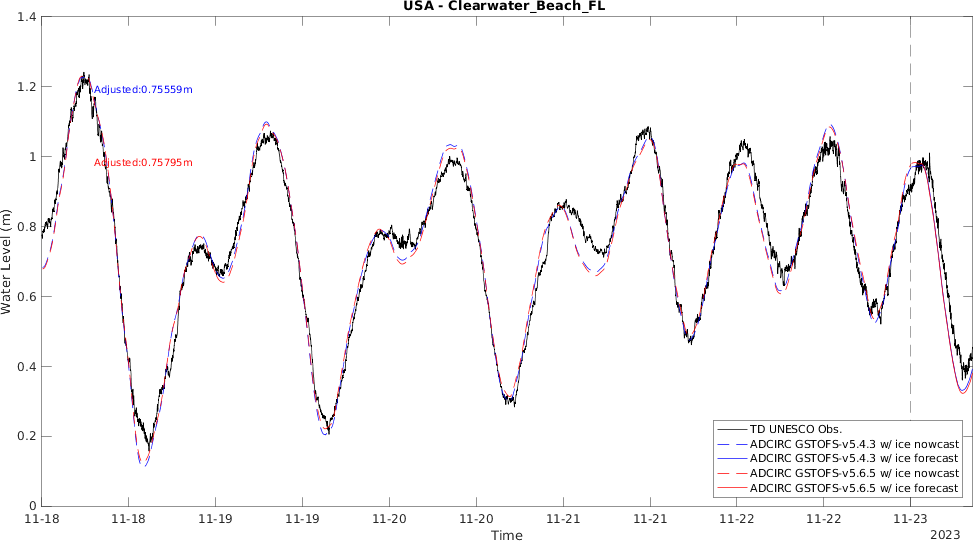 USA - Clearwater_Beach_FL
1.4
1.2
1
0.8
0.6
0.4
0.2
0
Water Level (m)
Adjusted:0.75559m
Adjusted:0.75795m
TD UNESCO Obs.
ADCIRC GSTOFS-v5.4.3 w/ ice nowcast
ADCIRC GSTOFS-v5.4.3 w/ ice forecast
ADCIRC GSTOFS-v5.6.5 w/ ice nowcast
ADCIRC GSTOFS-v5.6.5 w/ ice forecast
11-18 11-18 11-19 11-19 11-20 11-20 11-21 11-21 11-22 11-22 11-23
Time
2023